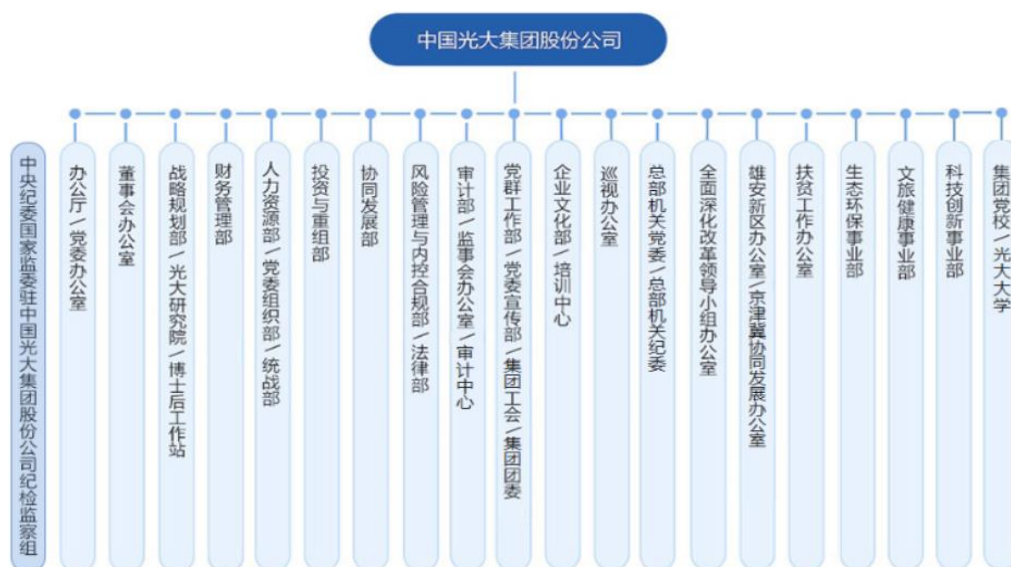 中国光大集团股份公司
中央纪委国家监委驻中国光大集团股份公司纪检监察组
办公厅/党委办公室
董事会办公室
战略规划部/光大研究院/博士后工作站
财务管理部
人力资源部/党委组织部/统战部
投资与重组部
协同发展部
风险管理与内控合规部/法律部
审计部/监事会办公室/审计中心
党群工作部/党委宣传部/集团工会/集团团委
企业文化部/培训中心
巡视办公室
总部机关党委/总部机关纪委
全面深化改革领导小组办公室
雄安新区办公室/京津冀协同发展办公室
扶贫工作办公室
生态环保事业部
文旅健康事业部
科技创新事业部
集团党校/光大大学